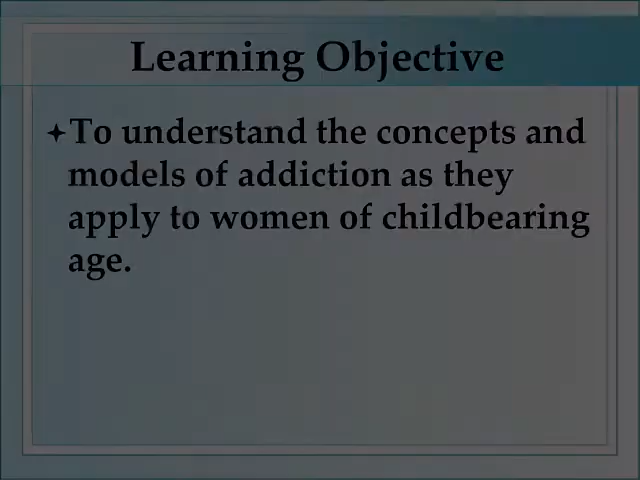 Learning Objective
✦To understand the concepts and
models of addiction as they
apply to women of childbearing
age.